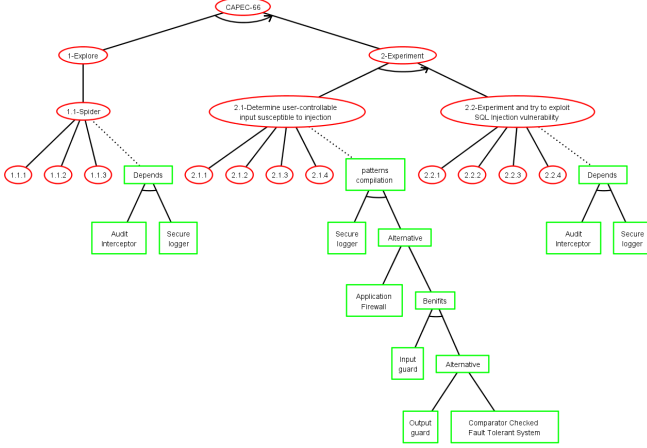 CAPEC-66
1-Explore
2-Experiment
1.1-Spider
2.1-Determine user-controllable
input susceptible to injection
2.2-Experiment and try to exploit
SQL Injection vulnerability
1.1.1
1.1.2
1.1.3
Depends
2.1.1
2.1.2
2.1.3
2.1.4
patterns
compilation
2.2.1
2.2.2
2.2.3
2.2.4
Depends
Audit
Interceptor
Secure
logger
Secure
logger
Alternative
Audit
Interceptor
Secure
logger
Application
Firewall
Benifits
Input
guard
Alternative
Output
guard
Comparator Checked
Fault Tolerant System